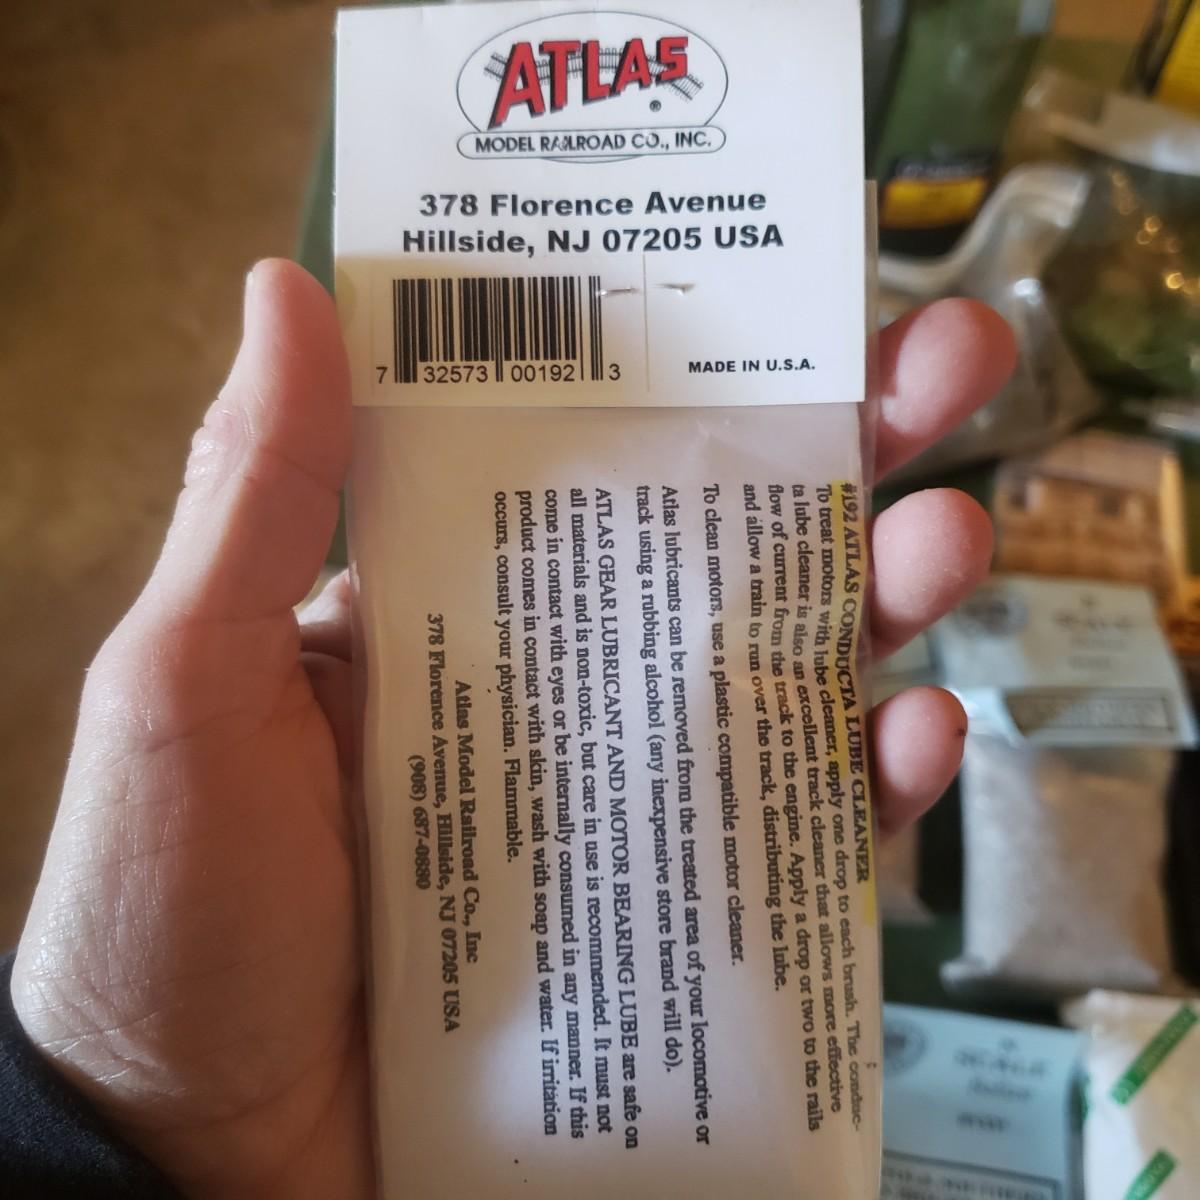 ATLAS
®
MODEL RAILROAD CO., INC.
378 Florence Avenue
Hillside, NJ 07205 USA
7 32573 00192 3
MADE IN U.S.A.
#192 ATLAS CONDUCTA LUBE CLEANER
To treat motors with lube cleaner, apply one drop to each brush. The conduc-
ta lube cleaner is also an excellent track cleaner that allows more effective
flow of current from the track to the engine. Apply a drop or two to the rails
and allow a train to run over the track, distributing the lube.
To clean motors, use a plastic compatible motor cleaner.
Atlas lubricants can be removed from the treated area of your locomotive or
track using a rubbing alcohol (any inexpensive store brand will do).
ATLAS GEAR LUBRICANT AND MOTOR BEARING LUBE are safe on
all materials and is non-toxic, but care in use is recommended. It must not
come in contact with eyes or be internally consumed in any manner. If this
product comes in contact with skin, wash with soap and water. If irritation
occurs, consult your physician. Flammable.
Atlas Model Railroad Co., Inc
378 Florence Avenue, Hillside, NJ 07205 USA
(908) 687-0880